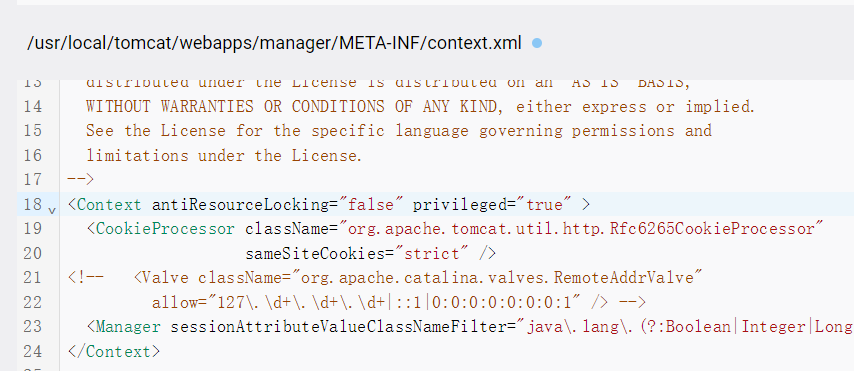 /usr/local/tomcat/webapps/manager/META-INF/context.xml
13 distributed under the License is distributed on an "AS IS" BASIS,
14 WITHOUT WARRANTIES OR CONDITIONS OF ANY KIND, either express or implied.
15 See the License for the specific language governing permissions and
16 limitations under the License.
17 -->
18 <Context antiResourceLocking="false" privileged="true" >
19 <CookieProcessor className="org.apache.tomcat.util.http.Rfc6265CookieProcessor"
20 sameSiteCookies="strict" />
21 <!-- <Valve className="org.apache.catalina.valves.RemoteAddrValve"
22 allow="127\.\d+\.\d+\.\d+|::1|0:0:0:0:0:0:0:1" /> -->
23 <Manager sessionAttributeValueClassNameFilter="java\.lang\.(?:Boolean|Integer|Long
24 </Context>